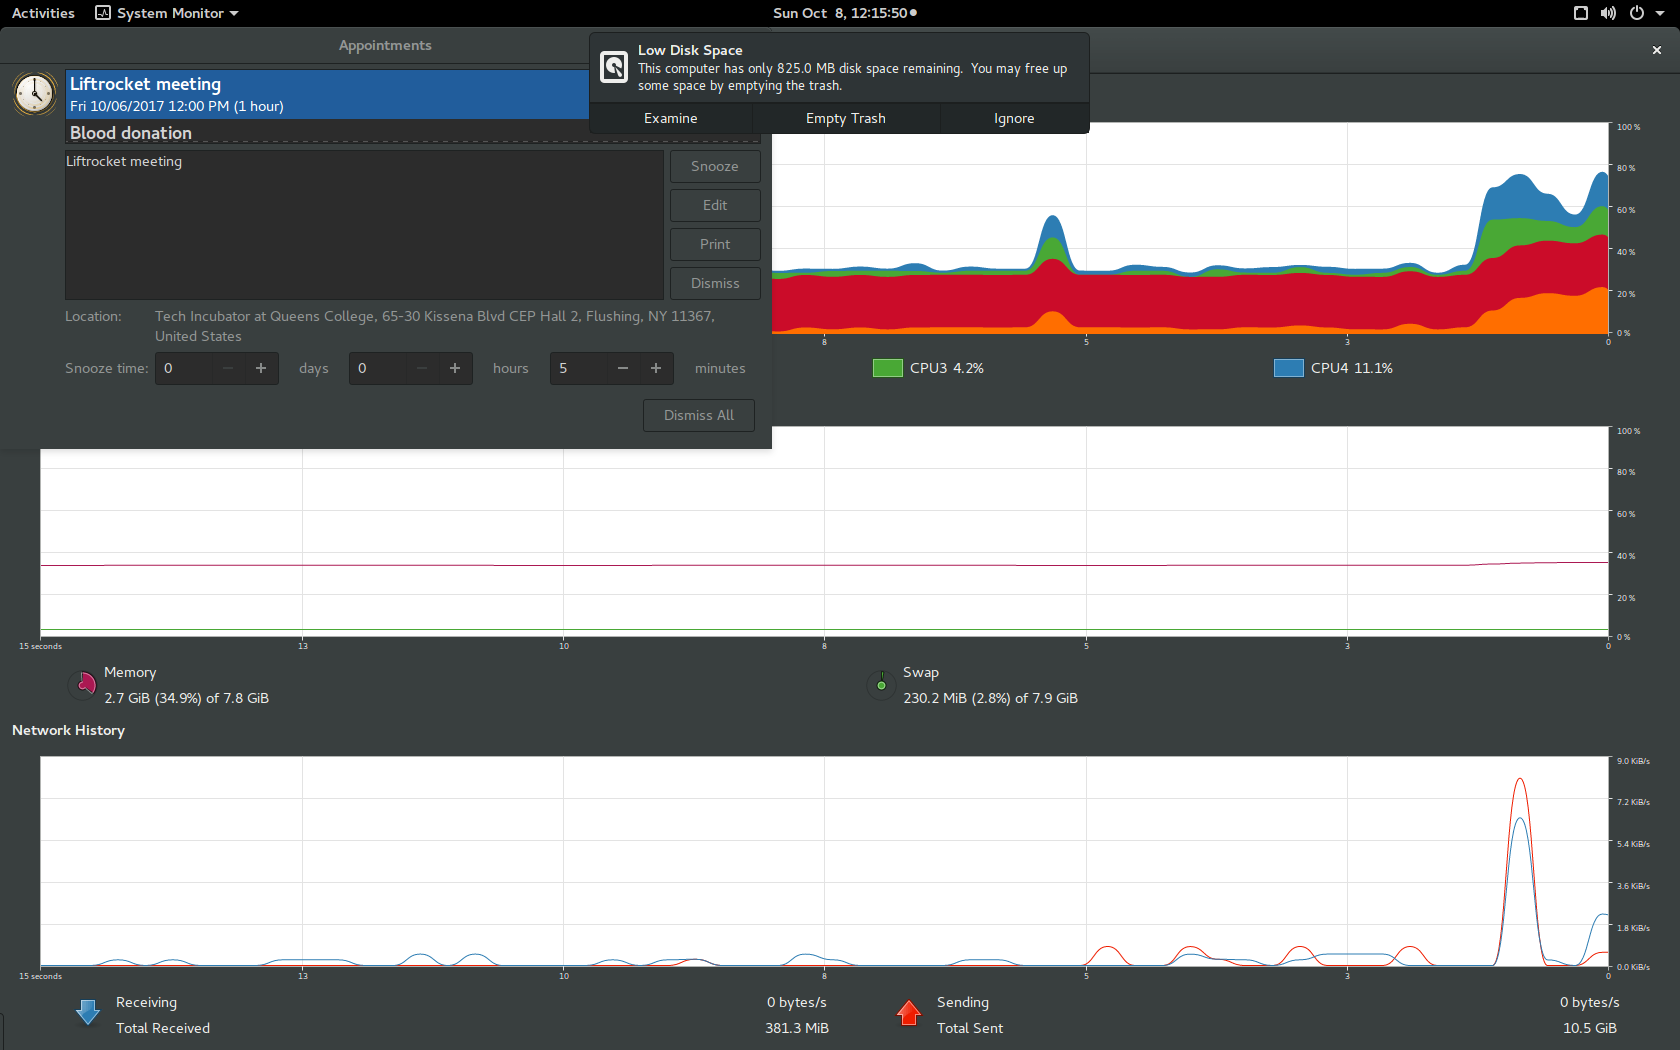 Activities
System Monitor
Sun Oct 8, 12:15:50
Appointments
Low Disk Space
This computer has only 825.0 MB disk space remaining. You may free up
some space by emptying the trash.
Examine
Empty Trash
Ignore
Liftrocket meeting
Fri 10/06/2017 12:00 PM (1 hour)
Blood donation
Liftrocket meeting
Snooze
Edit
Print
Dismiss
Location:
Tech Incubator at Queens College, 65-30 Kissena Blvd CEP Hall 2, Flushing, NY 11367,
United States
Snooze time:
0
days
0
hours
5
minutes
Dismiss All
100 %
80 %
60 %
40 %
20 %
0 %
8
5
3
0
CPU3 4.2%
CPU4 11.1%
100 %
80 %
60 %
40 %
20 %
0 %
15 seconds
13
10
8
5
3
0
Memory
2.7 GiB (34.9%) of 7.8 GiB
Swap
230.2 MiB (2.8%) of 7.9 GiB
Network History
9.0 KiB/s
7.2 KiB/s
5.4 KiB/s
3.6 KiB/s
1.8 KiB/s
0.0 KiB/s
15 seconds
13
10
8
5
3
0
Receiving
0 bytes/s
Total Received
381.3 MiB
Sending
0 bytes/s
Total Sent
10.5 GiB